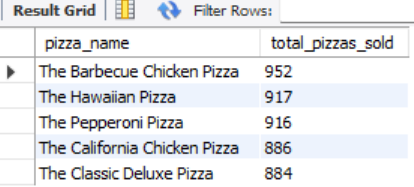 Result Grid Filter Rows:
pizza_name total_pizzas_sold
The Barbecue Chicken Pizza 952
The Hawaiian Pizza 917
The Pepperoni Pizza 916
The California Chicken Pizza 886
The Classic Deluxe Pizza 884